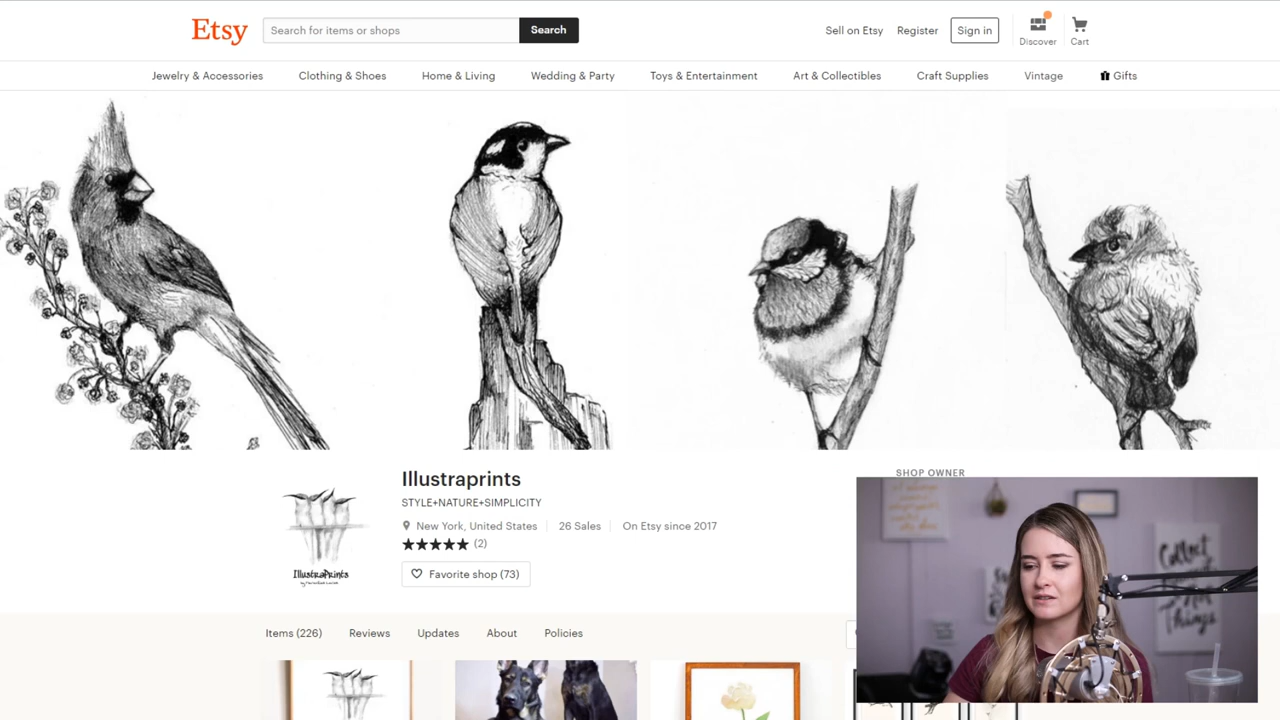 Etsy
Search for items or shops
Search
Sell on Etsy
Register
Sign in
Discover
Cart
Jewelry & Accessories
Clothing & Shoes
Home & Living
Wedding & Party
Toys & Entertainment
Art & Collectibles
Craft Supplies
Vintage
Gifts
Illustraprints
STYLE+NATURE+SIMPLICITY
New York, United States
26 Sales
On Etsy since 2017
(2)
Favorite shop (73)
IllustraPrints
SHOP OWNER
Collect
Things
Items (226)
Reviews
Updates
About
Policies